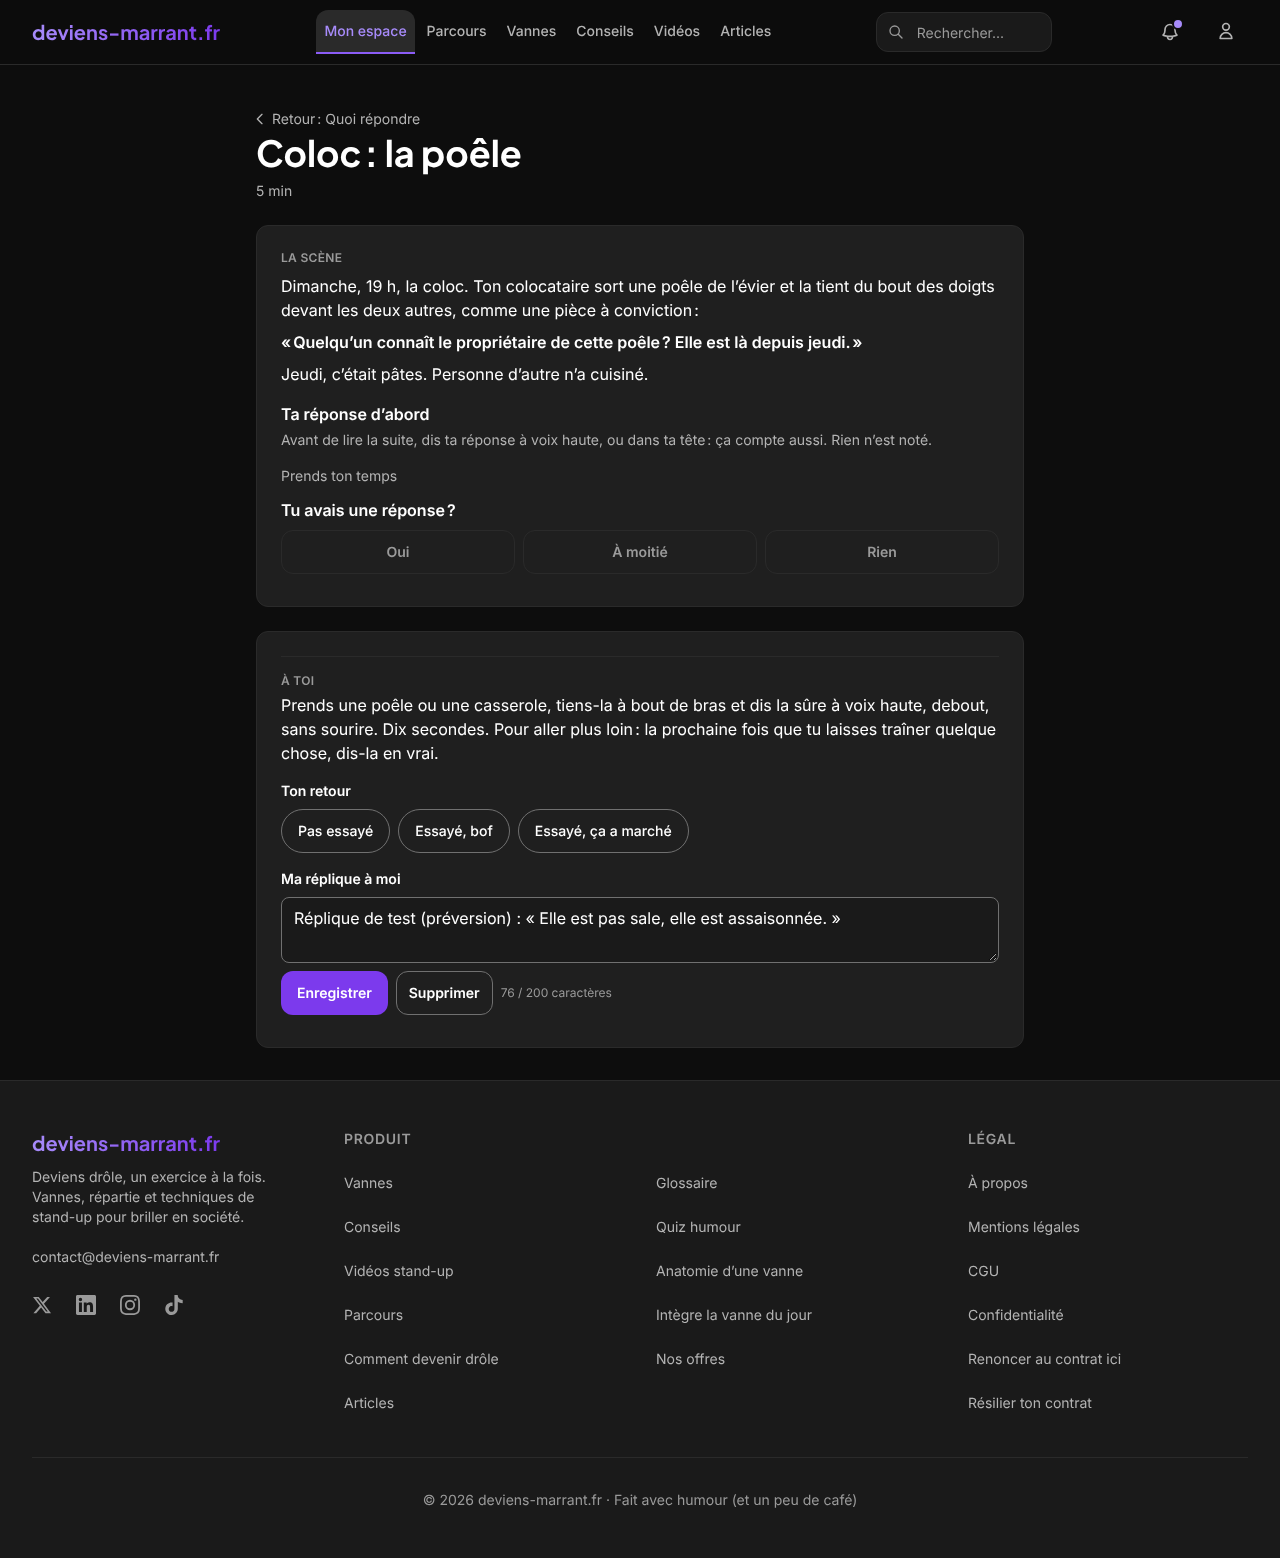 deviens-marrant.fr
Mon espace
Parcours
Vannes
Conseils
Vidéos
Articles
Rechercher...
Retour : Quoi répondre
Coloc : la poêle
5 min
LA SCÈNE
Dimanche, 19 h, la coloc. Ton colocataire sort une poêle de l’évier et la tient du bout des doigts
devant les deux autres, comme une pièce à conviction :
« Quelqu’un connaît le propriétaire de cette poêle ? Elle est là depuis jeudi. »
Jeudi, c’était pâtes. Personne d’autre n’a cuisiné.
Ta réponse d’abord
Avant de lire la suite, dis ta réponse à voix haute, ou dans ta tête : ça compte aussi. Rien n’est noté.
Prends ton temps
Tu avais une réponse ?
Oui
À moitié
Rien
À TOI
Prends une poêle ou une casserole, tiens-la à bout de bras et dis la sûre à voix haute, debout,
sans sourire. Dix secondes. Pour aller plus loin : la prochaine fois que tu laisses traîner quelque
chose, dis-la en vrai.
Ton retour
Pas essayé
Essayé, bof
Essayé, ça a marché
Ma réplique à moi
Réplique de test (préversion) : « Elle est pas sale, elle est assaisonnée. »
Enregistrer
Supprimer
76 / 200 caractères
deviens-marrant.fr
Deviens drôle, un exercice à la fois.
Vannes, répartie et techniques de
stand-up pour briller en société.
contact@deviens-marrant.fr
PRODUIT
Vannes
Conseils
Vidéos stand-up
Parcours
Comment devenir drôle
Articles
Glossaire
Quiz humour
Anatomie d’une vanne
Intègre la vanne du jour
Nos offres
LÉGAL
À propos
Mentions légales
CGU
Confidentialité
Renoncer au contrat ici
Résilier ton contrat
© 2026 deviens-marrant.fr · Fait avec humour (et un peu de café)